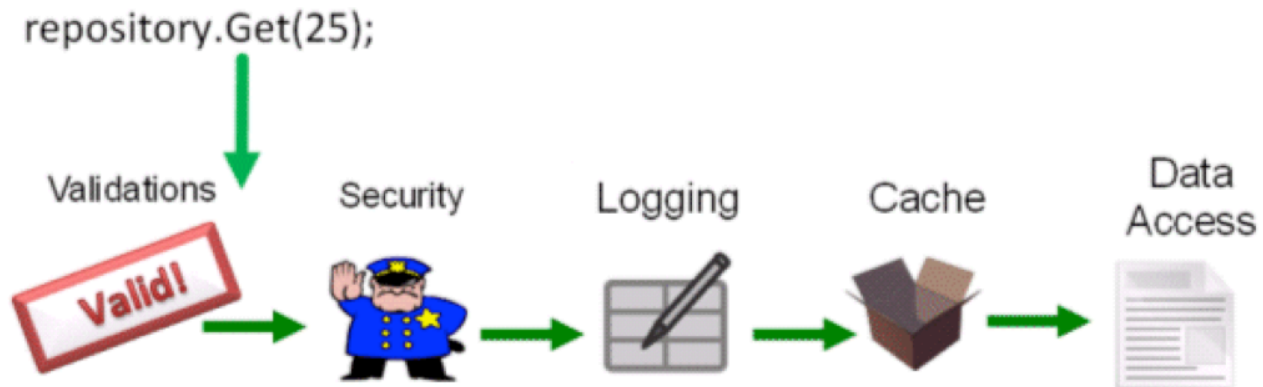 repository.Get(25);
Validations
Security
Logging
Cache
Data
Access
Valid!